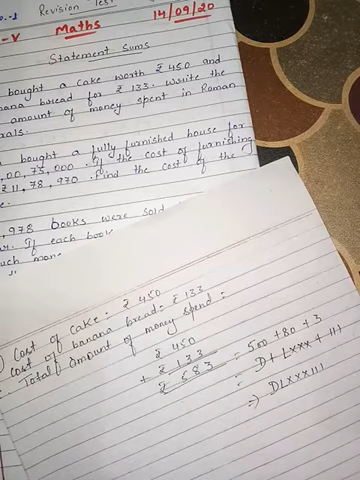 Revision Test
-V Maths 14/09/20
Statement Sums
bought a cake worth ₹ 450 and
bread for ₹ 133. Write the
amount of money spent in Roman
bought a fully furnished house for
00,75,000. If the cost of furnishing
₹ 11,78,970. Find the cost of the
,978 books were sold
If each book
Cost of cake: ₹ 450
Cost of banana bread: ₹ 133
Total amount of money spend:
₹ 450
+ ₹ 133
₹ 583 = 500 + 80 + 3
= D + LXXX + III
⇒ DLXXXIII